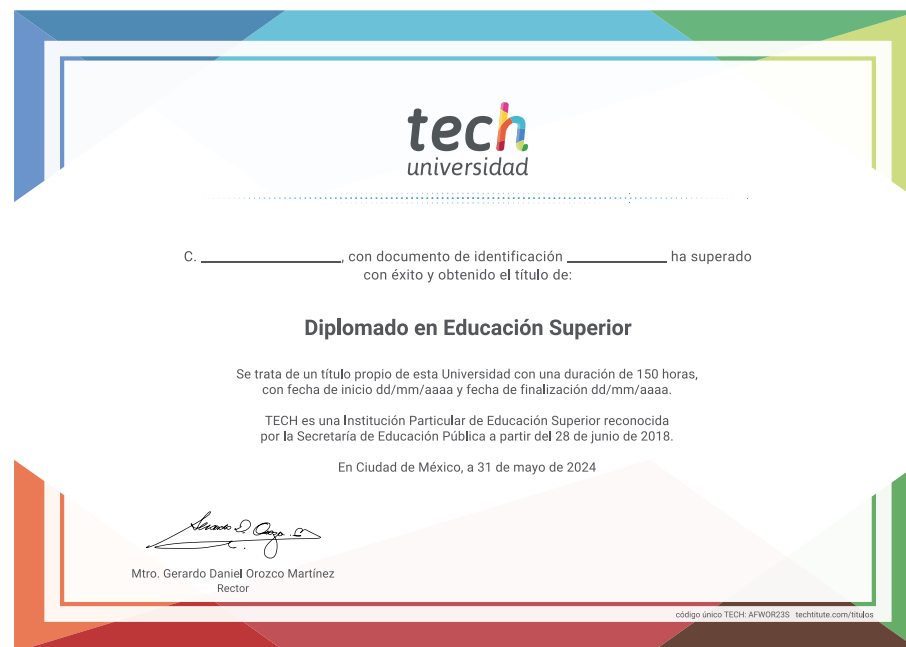 tech
universidad
C. ____________________, con documento de identificación ______________ ha superado
con éxito y obtenido el título de:
Diplomado en Educación Superior
Se trata de un título propio de esta Universidad con una duración de 150 horas,
con fecha de inicio dd/mm/aaaa y fecha de finalización dd/mm/aaaa.
TECH es una Institución Particular de Educación Superior reconocida
por la Secretaría de Educación Pública a partir del 28 de junio de 2018.
En Ciudad de México, a 31 de mayo de 2024
Mtro. Gerardo Daniel Orozco Martínez
Rector
código único TECH: AFWOR23S techtitute.com/titulos